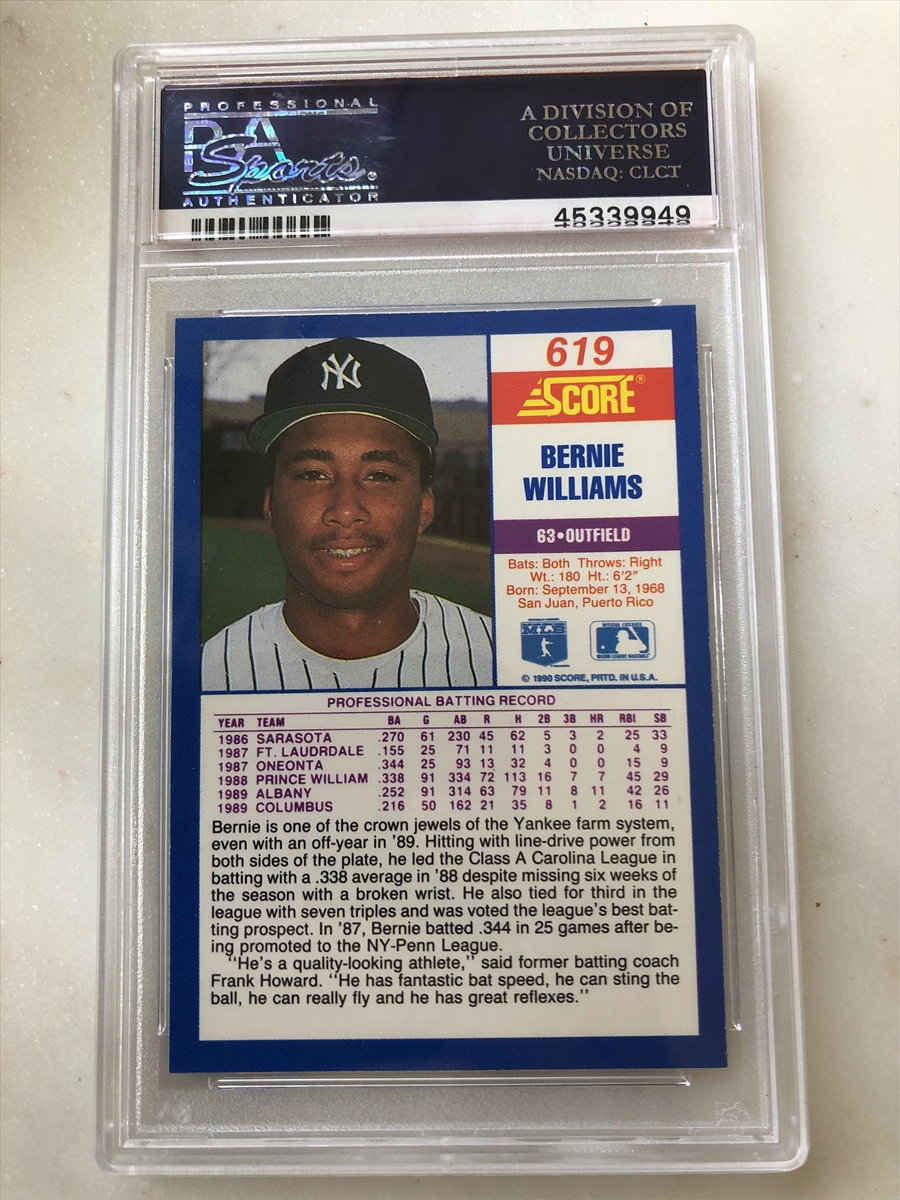 PROFESSIONAL
PSA
Sports®
AUTHENTICATOR
A DIVISION OF
COLLECTORS
UNIVERSE
NASDAQ: CLCT
45339949
NY
619
SCORE®
BERNIE
WILLIAMS
63•OUTFIELD
Bats: Both Throws: Right
Wt.: 180 Ht.: 6'2"
Born: September 13, 1968
San Juan, Puerto Rico
MLB
© 1990 SCORE, PRTD. IN U.S.A.
PROFESSIONAL BATTING RECORD
YEAR TEAM BA G AB R H 2B 3B HR RBI SB
1986 SARASOTA .270 61 230 45 62 5 3 2 25 33
1987 FT. LAUDRDALE .155 25 71 11 11 3 0 0 4 9
1987 ONEONTA .344 25 93 13 32 4 0 0 15 9
1988 PRINCE WILLIAM .338 91 334 72 113 16 7 7 45 29
1989 ALBANY .252 91 314 63 79 11 8 11 42 26
1989 COLUMBUS .216 50 162 21 35 8 1 2 16 11
Bernie is one of the crown jewels of the Yankee farm system,
even with an off-year in '89. Hitting with line-drive power from
both sides of the plate, he led the Class A Carolina League in
batting with a .338 average in '88 despite missing six weeks of
the season with a broken wrist. He also tied for third in the
league with seven triples and was voted the league's best bat-
ting prospect. In '87, Bernie batted .344 in 25 games after be-
ing promoted to the NY-Penn League.
"He's a quality-looking athlete," said former batting coach
Frank Howard. "He has fantastic bat speed, he can sting the
ball, he can really fly and he has great reflexes."